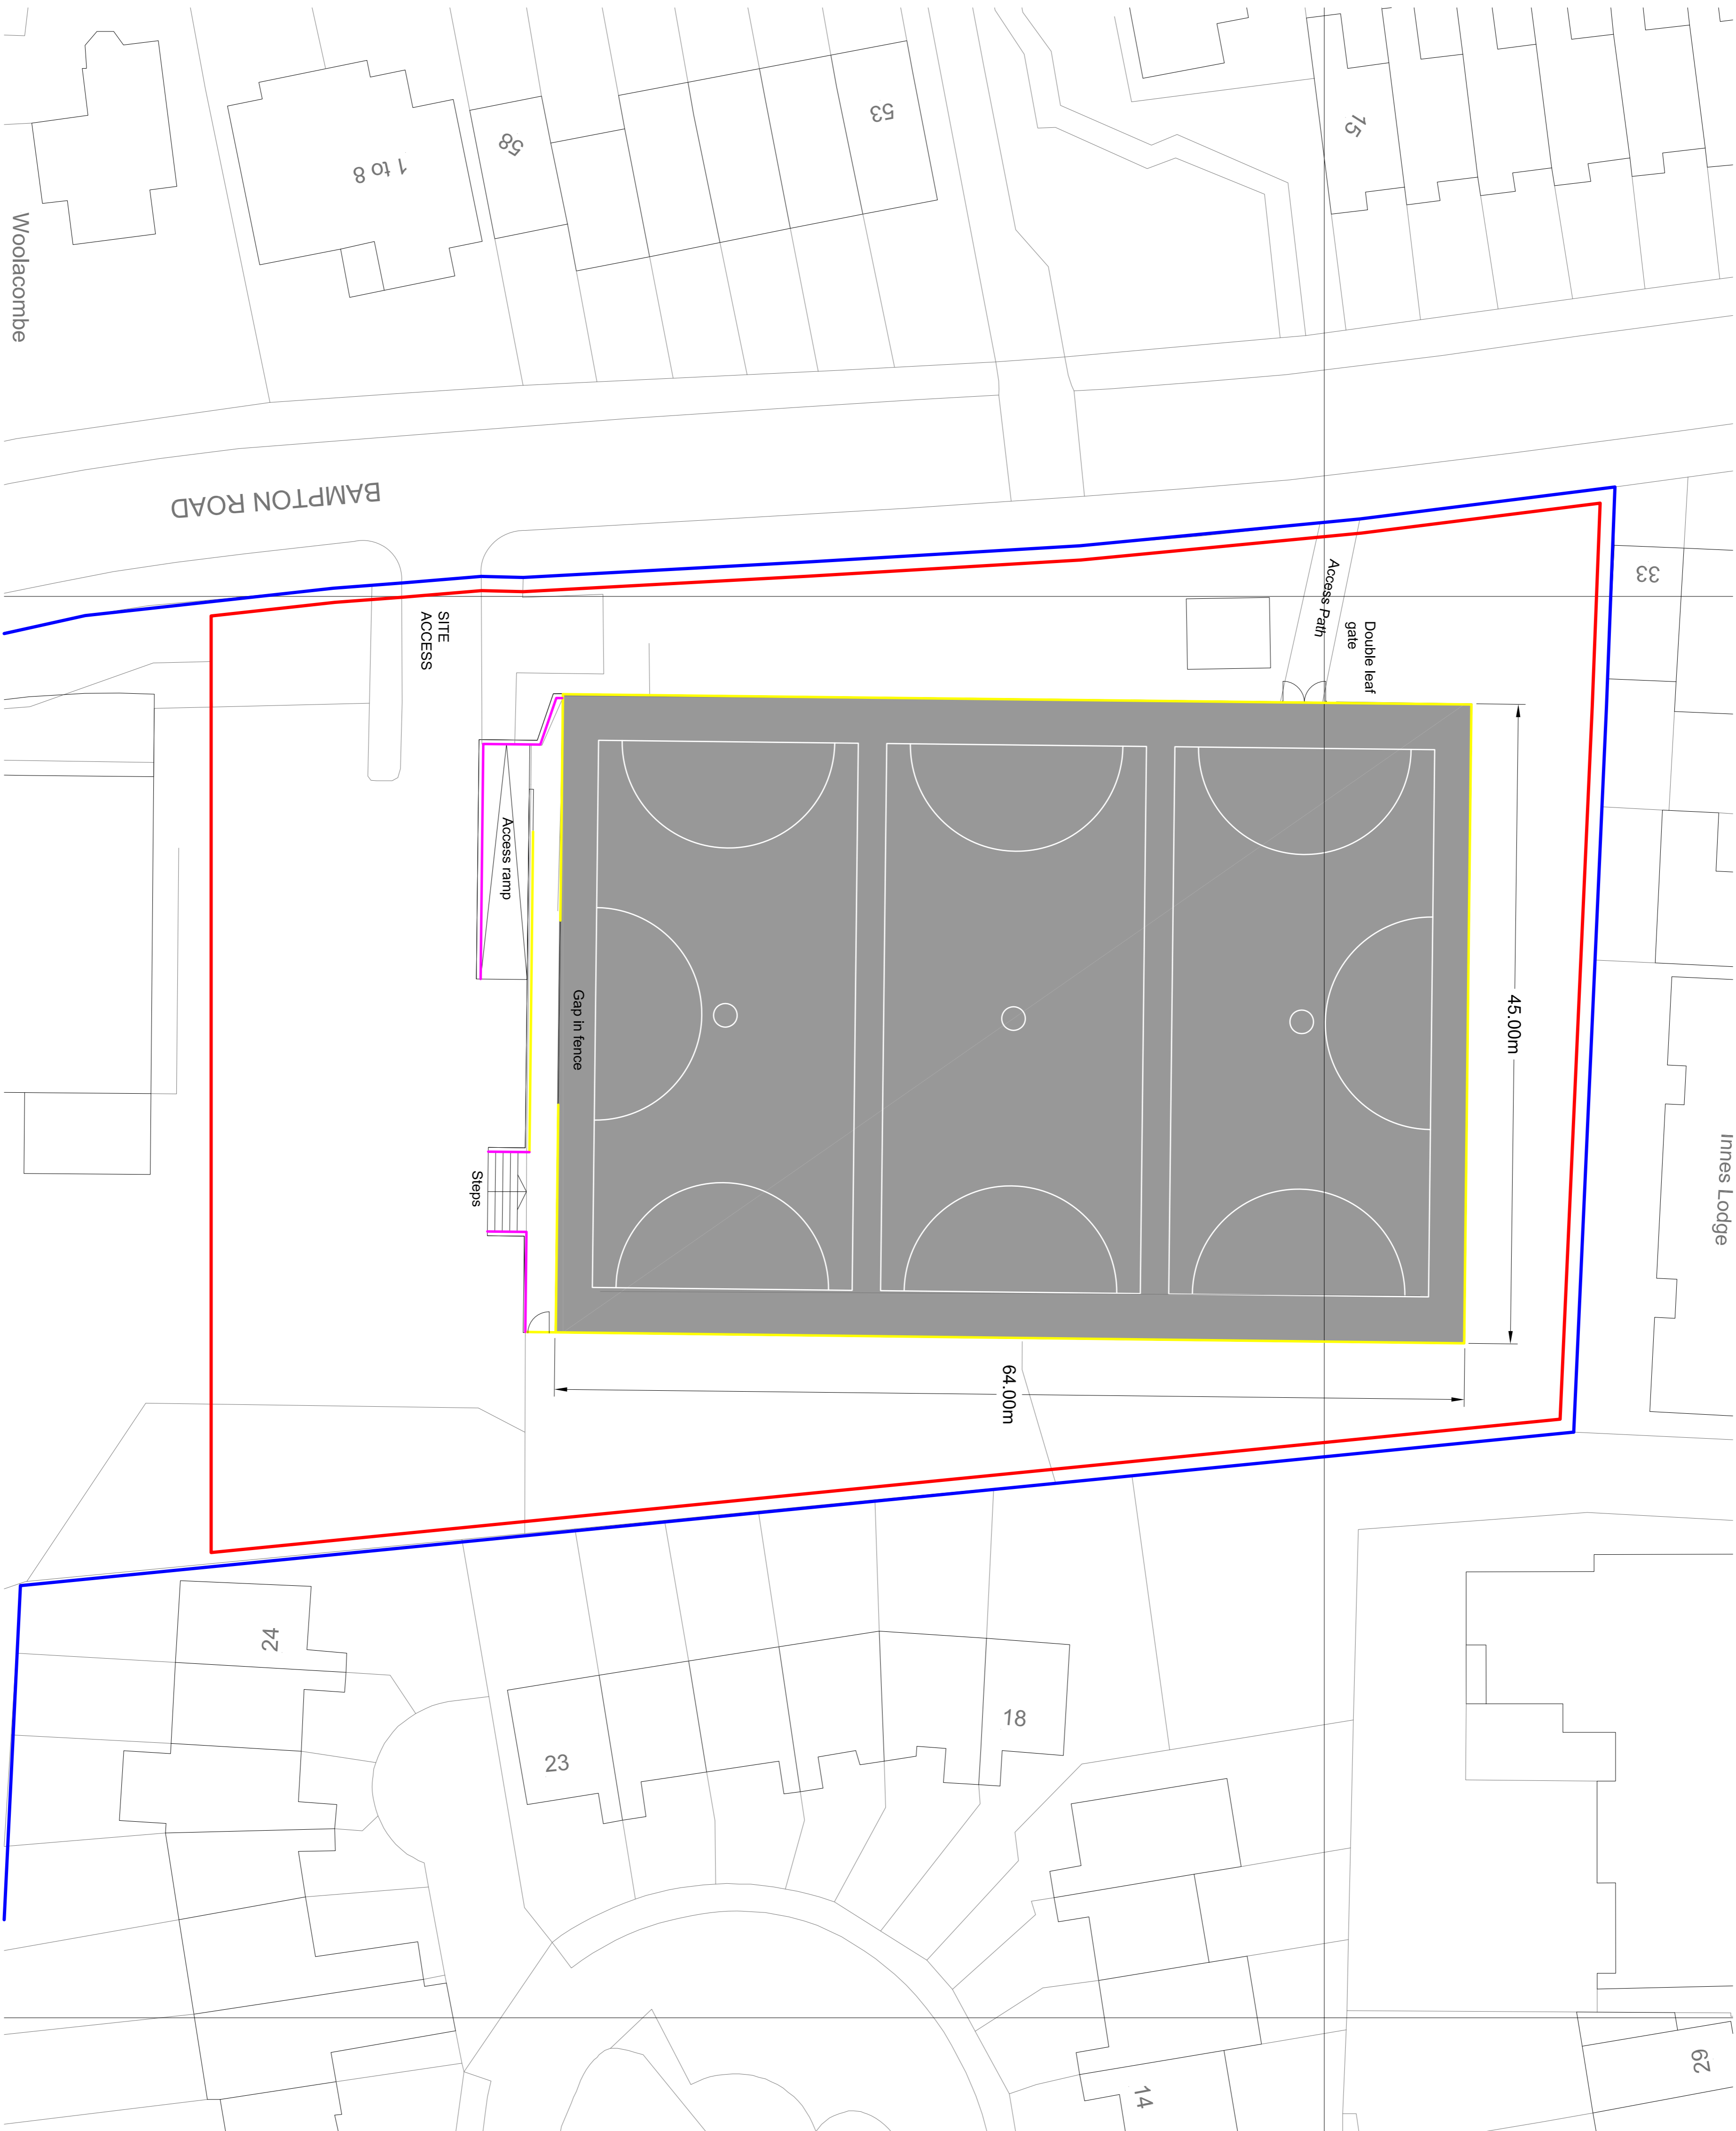 53
58
15
1 to 8
Woolacombe
BAMPTON ROAD
33
Access Path
Double leaf
gate
SITE
ACCESS
Access ramp
45.00m
Gap in fence
Innes Lodge
Steps
64.00m
24
18
23
29
14